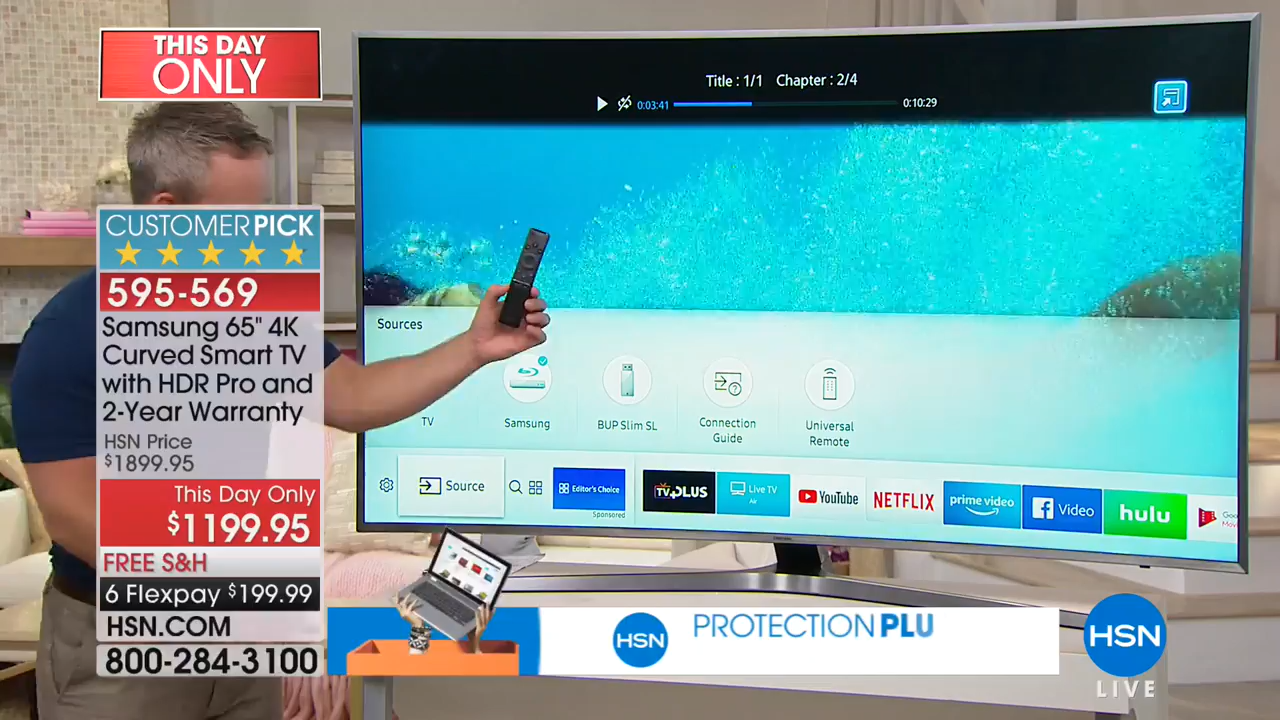 THIS DAY
ONLY
CUSTOMER PICK
595-569
Samsung 65" 4K
Curved Smart TV
with HDR Pro and
2-Year Warranty
HSN Price
$1899.95
This Day Only
$1199.95
FREE S&H
6 Flexpay $199.99
HSN.COM
800-284-3100
Title : 1/1 Chapter : 2/4
0:03:41
0:10:29
Sources
TV
Samsung
BUP Slim SL
Connection
Guide
Universal
Remote
Source
Editor's Choice
Sponsored
TV PLUS
Live TV
Air
YouTube
NETFLIX
prime video
Video
hulu
HSN
PROTECTION PLU
HSN
LIVE